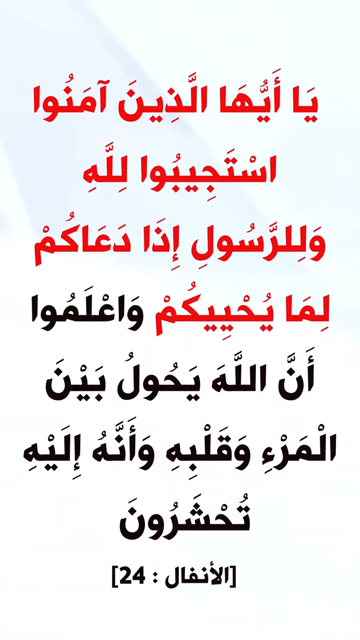 يَا أَيُّهَا الَّذِينَ آمَنُوا
اسْتَجِيبُوا لِلَّهِ
وَلِلرَّسُولِ إِذَا دَعَاكُمْ
لِمَا يُحْيِيكُمْ وَاعْلَمُوا
أَنَّ اللَّهَ يَحُولُ بَيْنَ
الْمَرْءِ وَقَلْبِهِ وَأَنَّهُ إِلَيْهِ
تُحْشَرُونَ
[الأنفال : 24]